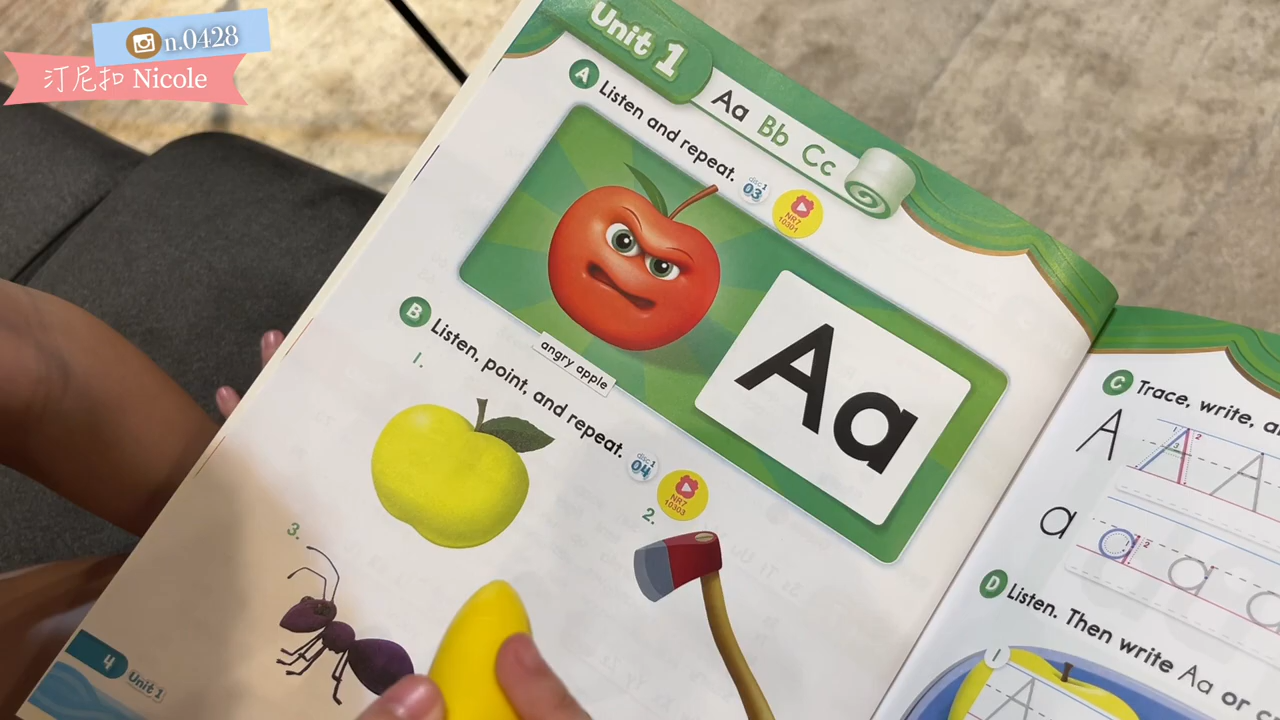 n.0428
汀尼扣 Nicole
Unit 1
Aa Bb Cc
A Listen and repeat.
disc 1
03
NR7
10301
angry apple
Aa
B Listen, point, and repeat.
disc 1
04
NR7
10303
1.
2.
3.
4 Unit 1
C Trace, write, a
A A A
a a a a
D Listen. Then write Aa or
1
A